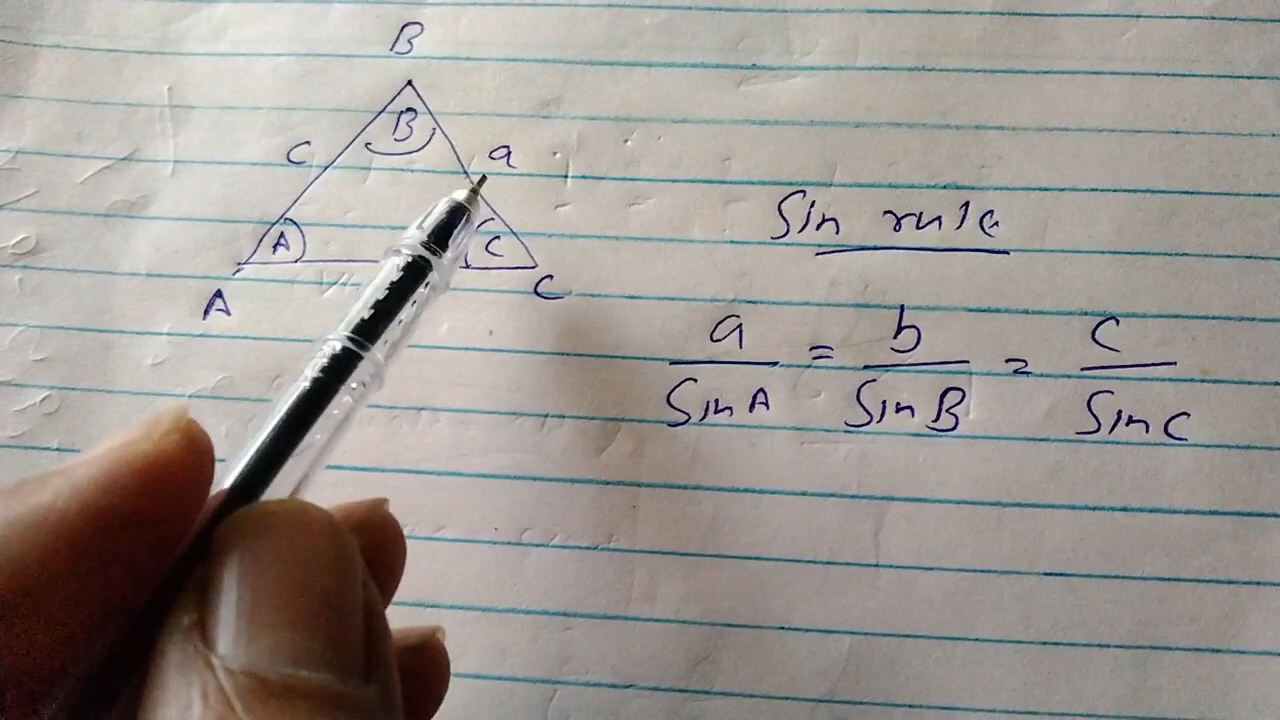 B
B
c
a
A
C
A
C
Sin rule
a/SinA = b/SinB = c/SinC